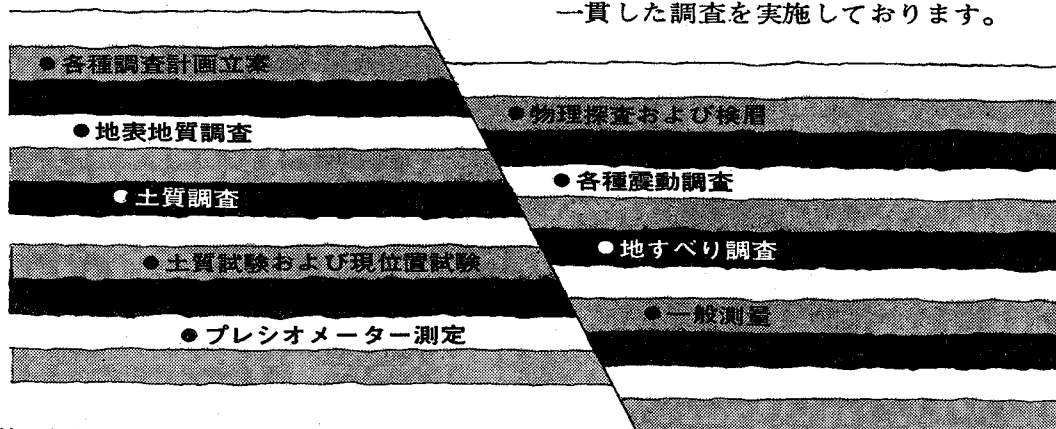 一貫した調査を実施しております。
●各種調査計画立案
●地表地質調査
●土質調査
●土質試験および現位置試験
●プレシオメーター測定
●物理探査および検層
●各種震動調査
●地すべり調査
●一般測量